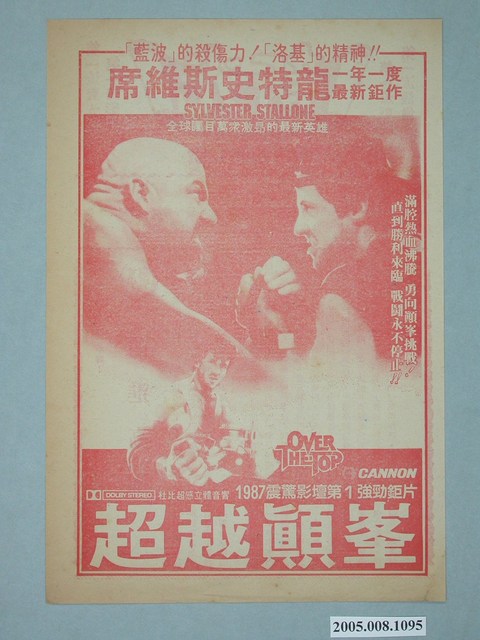 「藍波」的殺傷力!「洛基」的精神!!
席維斯史特龍 一年一度最新鉅作
SYLVESTER STALLONE
全球矚目萬眾激昂的最新英雄
滿腔熱血沸騰 勇向顚峯挑戰!!
直到勝利來臨 戰鬪永不停止!!
OVER THE TOP
CANNON
DOLBY STEREO 杜比超感立體音響
1987震驚影壇第1強勁鉅片
超越顚峯
2005.008.1095